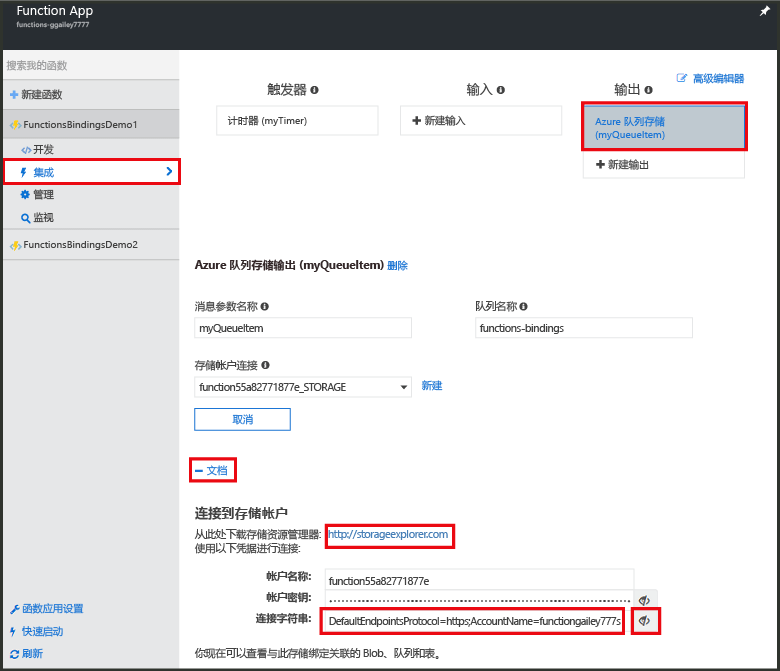 Function App
functions-ggailey7777
搜索我的函数
新建函数
FunctionsBindingsDemo1
开发
集成
管理
监视
FunctionsBindingsDemo2
函数应用设置
快速启动
刷新
高级编辑器
触发器
输入
输出
计时器 (myTimer)
新建输入
Azure 队列存储
(myQueueItem)
新建输出
Azure 队列存储输出 (myQueueItem) 删除
消息参数名称
队列名称
myQueueItem
functions-bindings
存储帐户连接
function55a82771877e_STORAGE
新建
取消
文档
连接到存储帐户
从此处下载存储资源管理器: http://storageexplorer.com
使用以下凭据进行连接:
帐户名称: function55a82771877e
帐户密钥:
连接字符串: DefaultEndpointsProtocol=https;AccountName=functiongailey777s
你现在可以查看与此存储绑定关联的 Blob、队列和表。